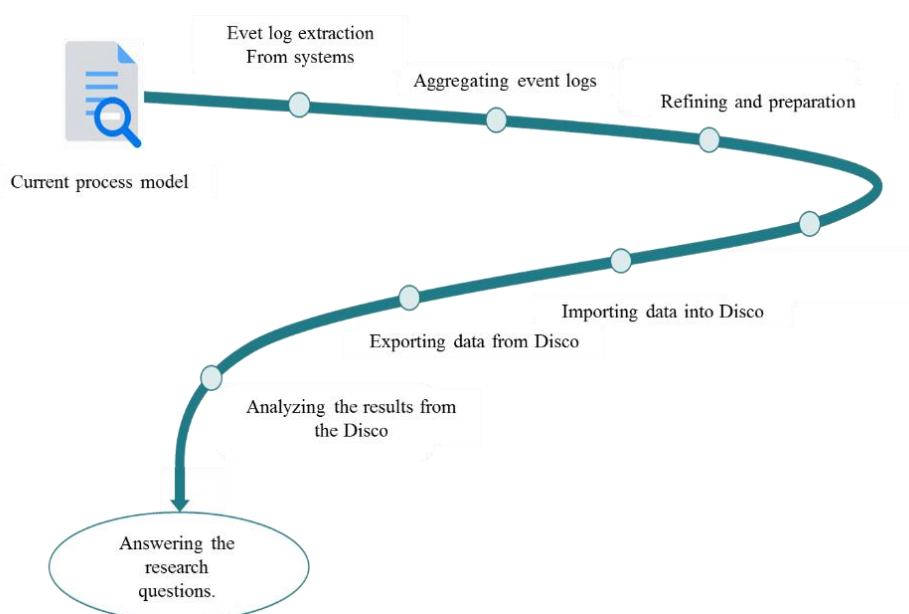 Evet log extraction
From systems
Aggregating event logs
Refining and preparation
Current process model
Importing data into Disco
Exporting data from Disco
Analyzing the results from
the Disco
Answering the
research
questions.